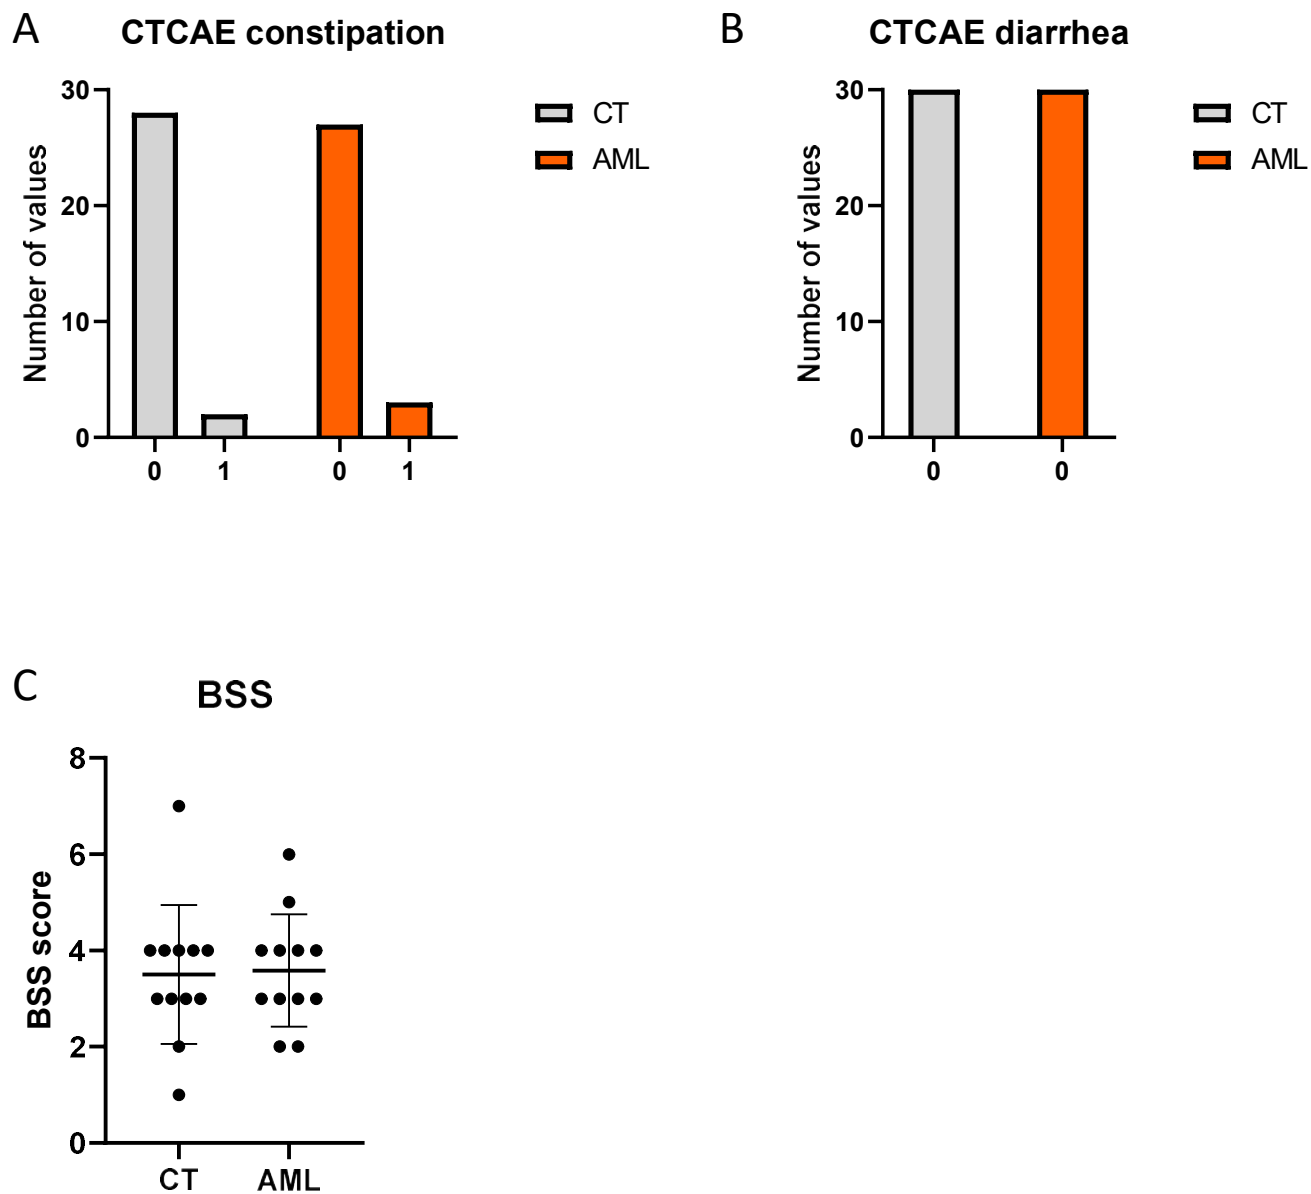 A
CTCAE constipation
30
20
10
0
Number of values
0 1 0 1
CT
AML
B
CTCAE diarrhea
30
20
10
0
Number of values
0 0
CT
AML
C
BSS
8
6
4
2
0
BSS score
CT AML